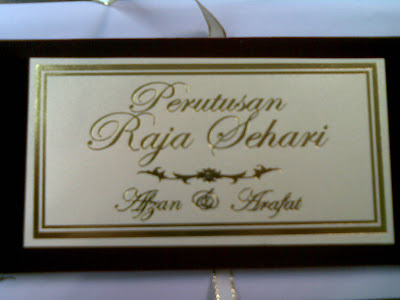 Perutusan
Raja Sehari
Afzan & Arafat